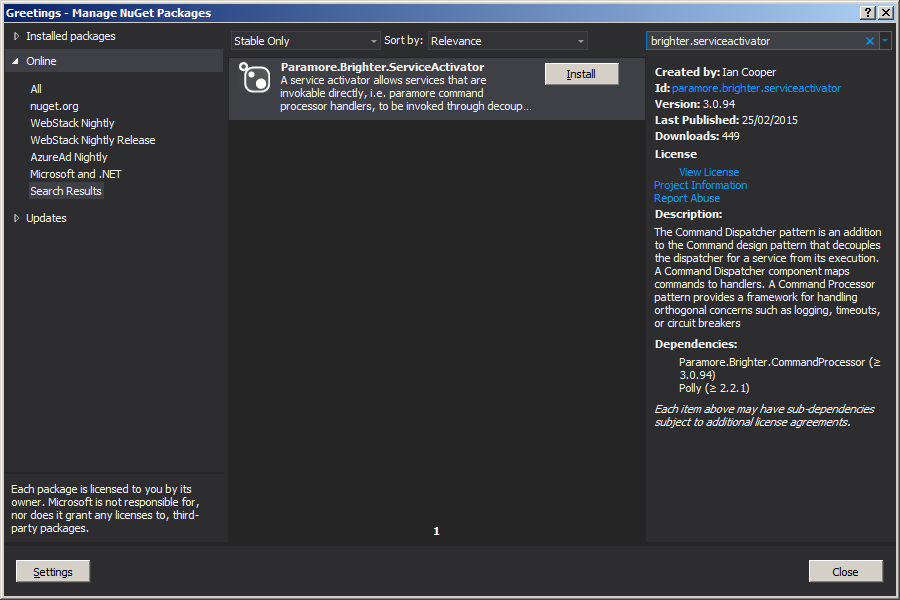 Greetings - Manage NuGet Packages
Installed packages
Online
All
nuget.org
WebStack Nightly
WebStack Nightly Release
AzureAd Nightly
Microsoft and .NET
Search Results
Updates
Each package is licensed to you by its
owner. Microsoft is not responsible for,
nor does it grant any licenses to, third-
party packages.
Settings
Stable Only
Sort by:
Relevance
Paramore.Brighter.ServiceActivator
A service activator allows services that are
invokable directly, i.e. paramore command
processor handlers, to be invoked through decoup...
Install
1
brighter.serviceactivator
Created by: Ian Cooper
Id: paramore.brighter.serviceactivator
Version: 3.0.94
Last Published: 25/02/2015
Downloads: 449
License
View License
Project Information
Report Abuse
Description:
The Command Dispatcher pattern is an addition
to the Command design pattern that decouples
the dispatcher for a service from its execution.
A Command Dispatcher component maps
commands to handlers. A Command Processor
pattern provides a framework for handling
orthogonal concerns such as logging, timeouts,
or circuit breakers
Dependencies:
Paramore.Brighter.CommandProcessor (≥
3.0.94)
Polly (≥ 2.2.1)
Each item above may have sub-dependencies
subject to additional license agreements.
Close